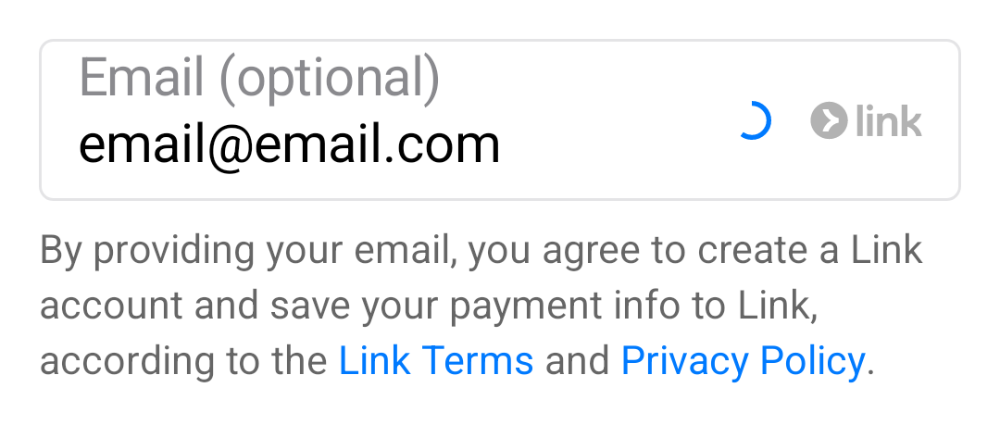 Email (optional)
email@email.com
link
By providing your email, you agree to create a Link
account and save your payment info to Link,
according to the Link Terms and Privacy Policy.